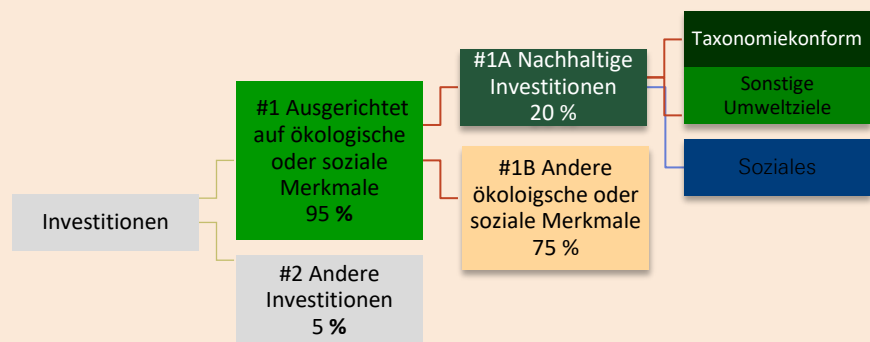 Investitionen
#1 Ausgerichtet
auf ökologische
oder soziale
Merkmale
95 %
#2 Andere
Investitionen
5 %
#1A Nachhaltige
Investitionen
20 %
#1B Andere
ökoloigsche oder
soziale Merkmale
75 %
Taxonomiekonform
Sonstige
Umweltziele
Soziales